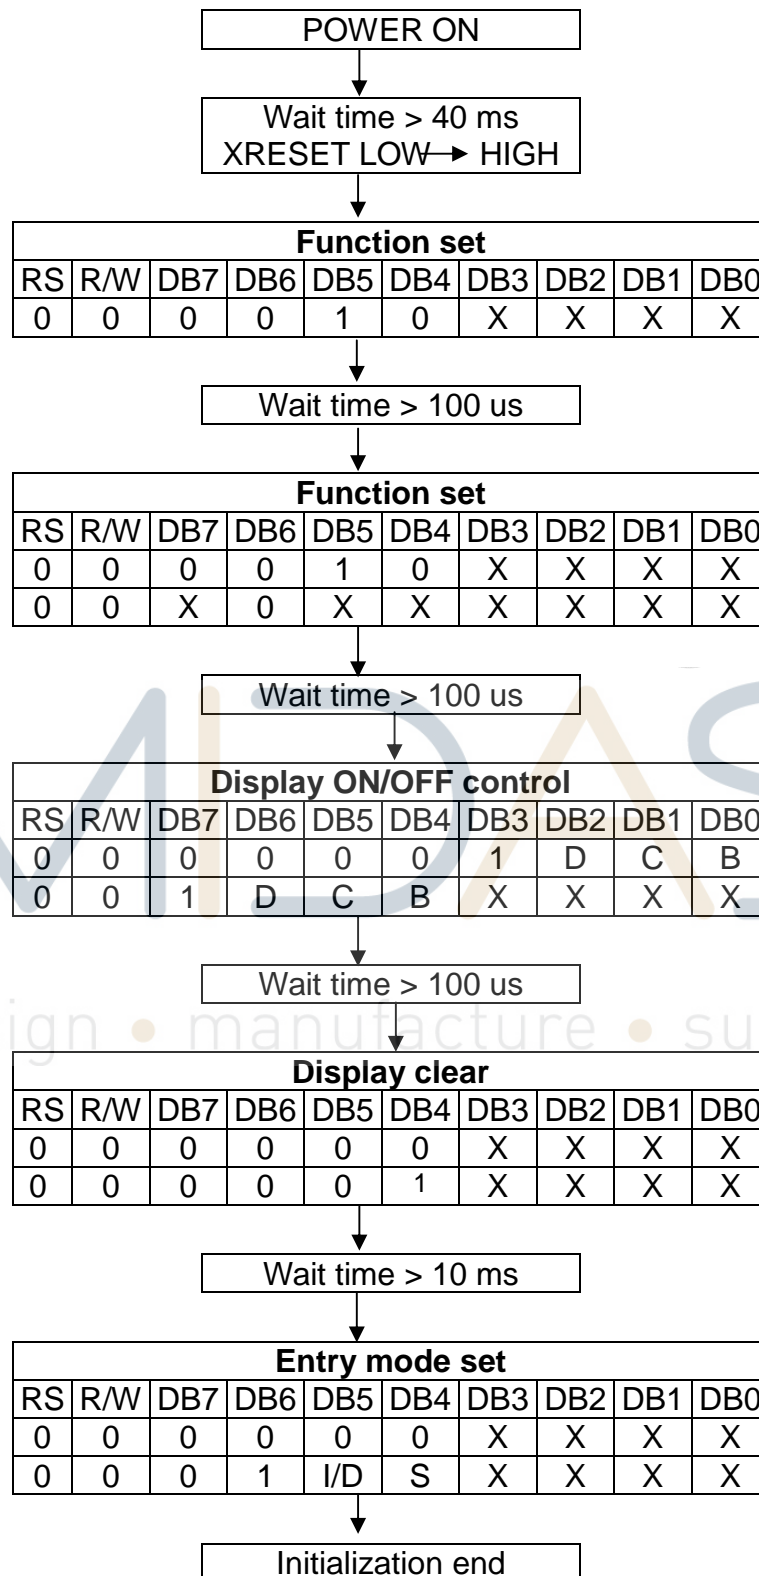 POWER ON
Wait time > 40 ms
XRESET LOW → HIGH
Function set
RS R/W DB7 DB6 DB5 DB4 DB3 DB2 DB1 DB0
0 0 0 0 1 0 X X X X
Wait time > 100 us
Function set
RS R/W DB7 DB6 DB5 DB4 DB3 DB2 DB1 DB0
0 0 0 0 1 0 X X X X
0 0 X 0 X X X X X X
Wait time > 100 us
MIDAS
Display ON/OFF control
RS R/W DB7 DB6 DB5 DB4 DB3 DB2 DB1 DB0
0 0 0 0 0 0 1 D C B
0 0 1 D C B X X X X
Wait time > 100 us
ign • manufacture • su
Display clear
RS R/W DB7 DB6 DB5 DB4 DB3 DB2 DB1 DB0
0 0 0 0 0 0 X X X X
0 0 0 0 0 1 X X X X
Wait time > 10 ms
Entry mode set
RS R/W DB7 DB6 DB5 DB4 DB3 DB2 DB1 DB0
0 0 0 0 0 0 X X X X
0 0 0 1 I/D S X X X X
Initialization end